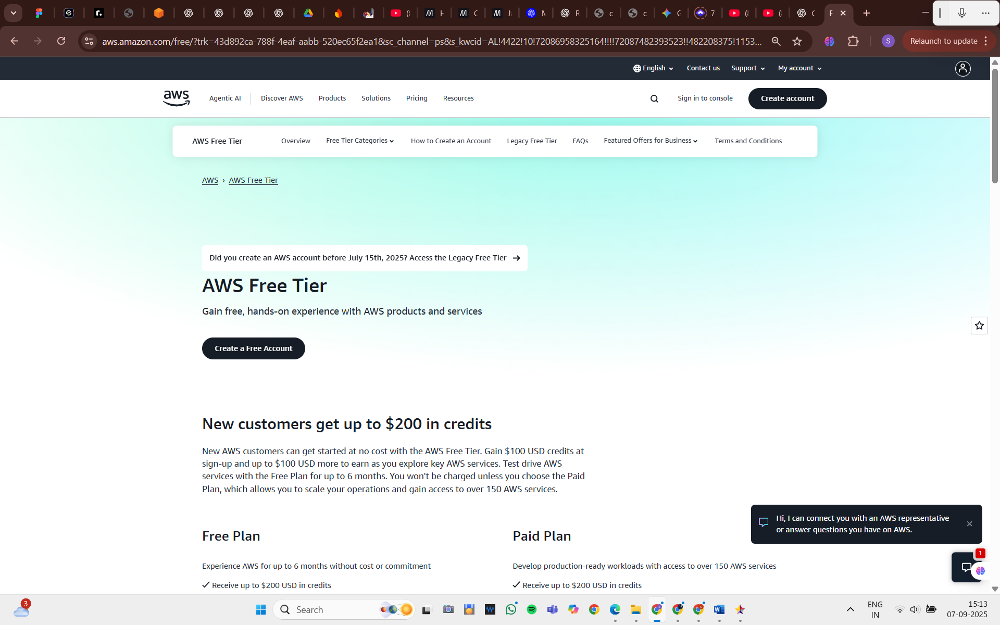 aws.amazon.com/free/?trk=43d892ca-788f-4eaf-aabb-520ec65f2ea1&sc_channel=ps&s_kwcid=AL!4422!10!72086958325164!!!!72087482393523!!482208375!1153...
S
Relaunch to update
English
Contact us
Support
My account
aws
Agentic AI
Discover AWS
Products
Solutions
Pricing
Resources
Sign in to console
Create account
AWS Free Tier
Overview
Free Tier Categories
How to Create an Account
Legacy Free Tier
FAQs
Featured Offers for Business
Terms and Conditions
AWS › AWS Free Tier
Did you create an AWS account before July 15th, 2025? Access the Legacy Free Tier →
AWS Free Tier
Gain free, hands-on experience with AWS products and services
Create a Free Account
New customers get up to $200 in credits
New AWS customers can get started at no cost with the AWS Free Tier. Gain $100 USD credits at
sign-up and up to $100 USD more to earn as you explore key AWS services. Test drive AWS
services with the Free Plan for up to 6 months. You won't be charged unless you choose the Paid
Plan, which allows you to scale your operations and gain access to over 150 AWS services.
Free Plan
Experience AWS for up to 6 months without cost or commitment
✓ Receive up to $200 USD in credits
Paid Plan
Develop production-ready workloads with access to over 150 AWS services
✓ Receive up to $200 USD in credits
Hi, I can connect you with an AWS representative
or answer questions you have on AWS.
1
3
Search
ENG
IN
15:13
07-09-2025